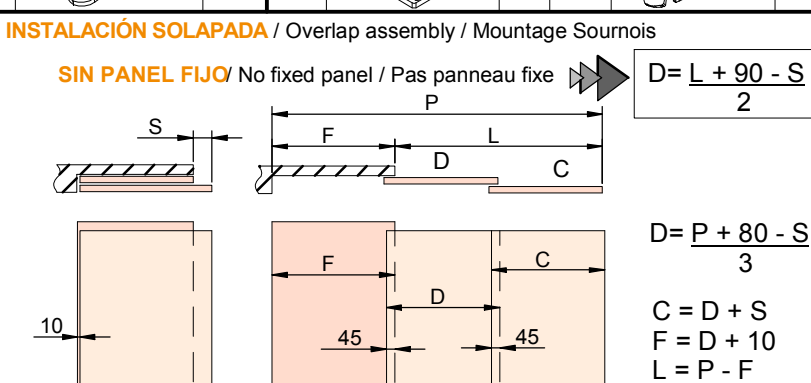 INSTALACIÓN SOLAPADA / Overlap assembly / Mountage Sournois
SIN PANEL FIJO/ No fixed panel / Pas panneau fixe
D= L + 90 - S
2
P
S
F
L
D
C
D= P + 80 - S
3
F
C
D
C = D + S
10
45
45
F = D + 10
L = P - F